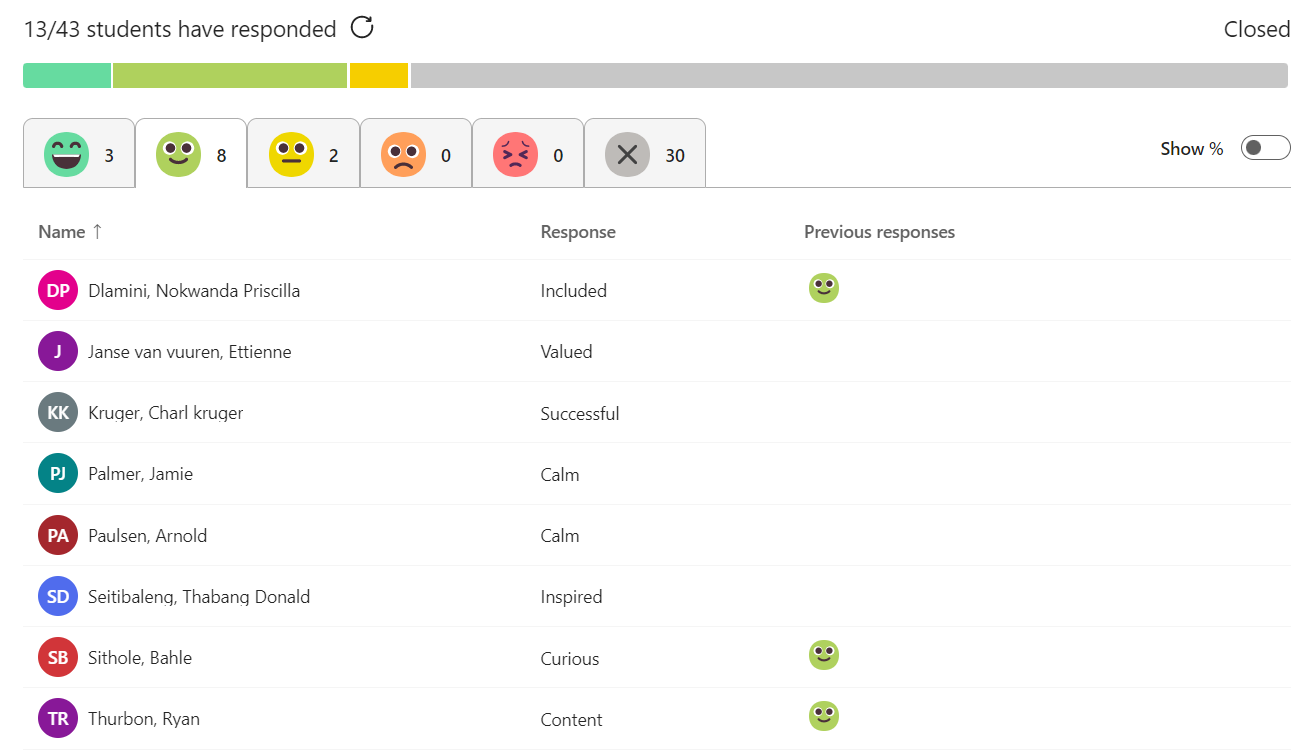 13/43 students have responded Closed
3 8 2 0 0 30 Show %
Name ↑ Response Previous responses
DP Dlamini, Nokwanda Priscilla Included
J Janse van vuuren, Ettienne Valued
KK Kruger, Charl kruger Successful
PJ Palmer, Jamie Calm
PA Paulsen, Arnold Calm
SD Seitibaleng, Thabang Donald Inspired
SB Sithole, Bahle Curious
TR Thurbon, Ryan Content